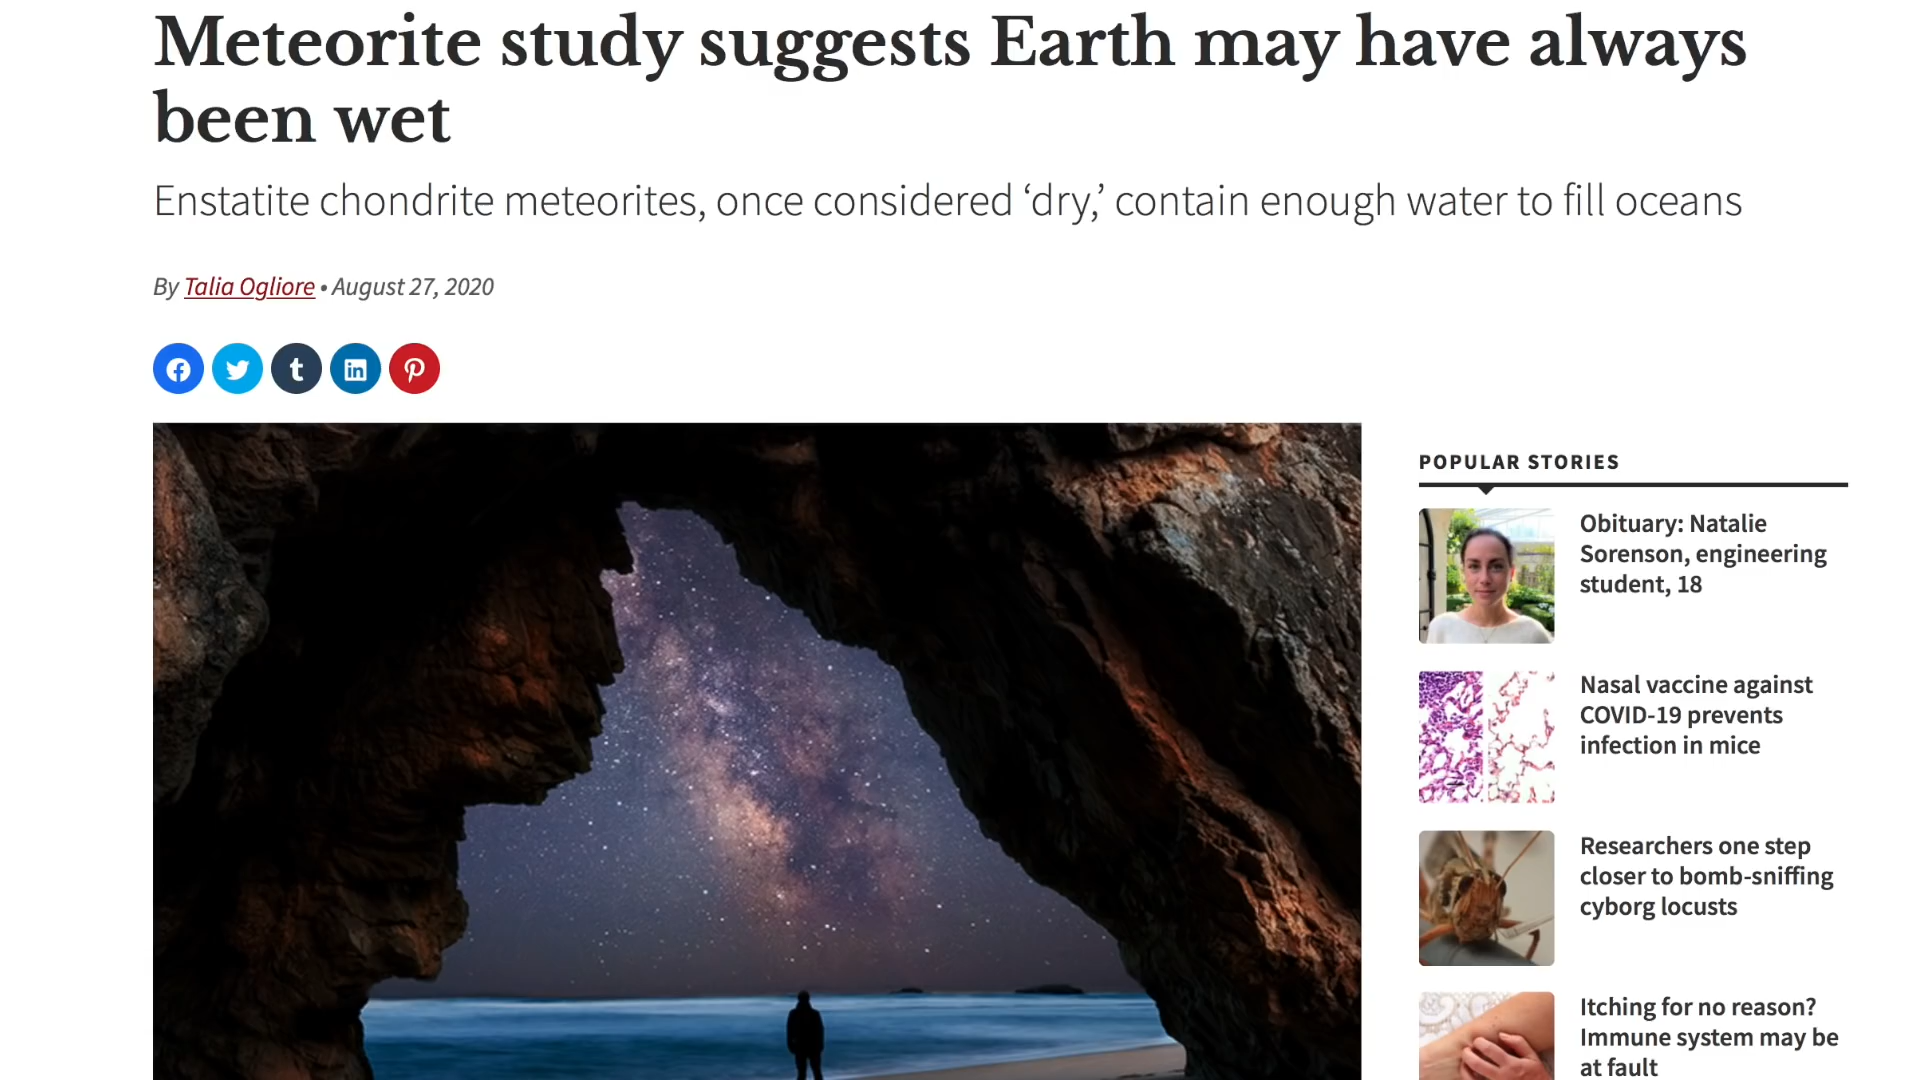 Meteorite study suggests Earth may have always
been wet
Enstatite chondrite meteorites, once considered ‘dry,’ contain enough water to fill oceans
By Talia Ogliore • August 27, 2020
POPULAR STORIES
Obituary: Natalie
Sorenson, engineering
student, 18
Nasal vaccine against
COVID-19 prevents
infection in mice
Researchers one step
closer to bomb-sniffing
cyborg locusts
Itching for no reason?
Immune system may be
at fault